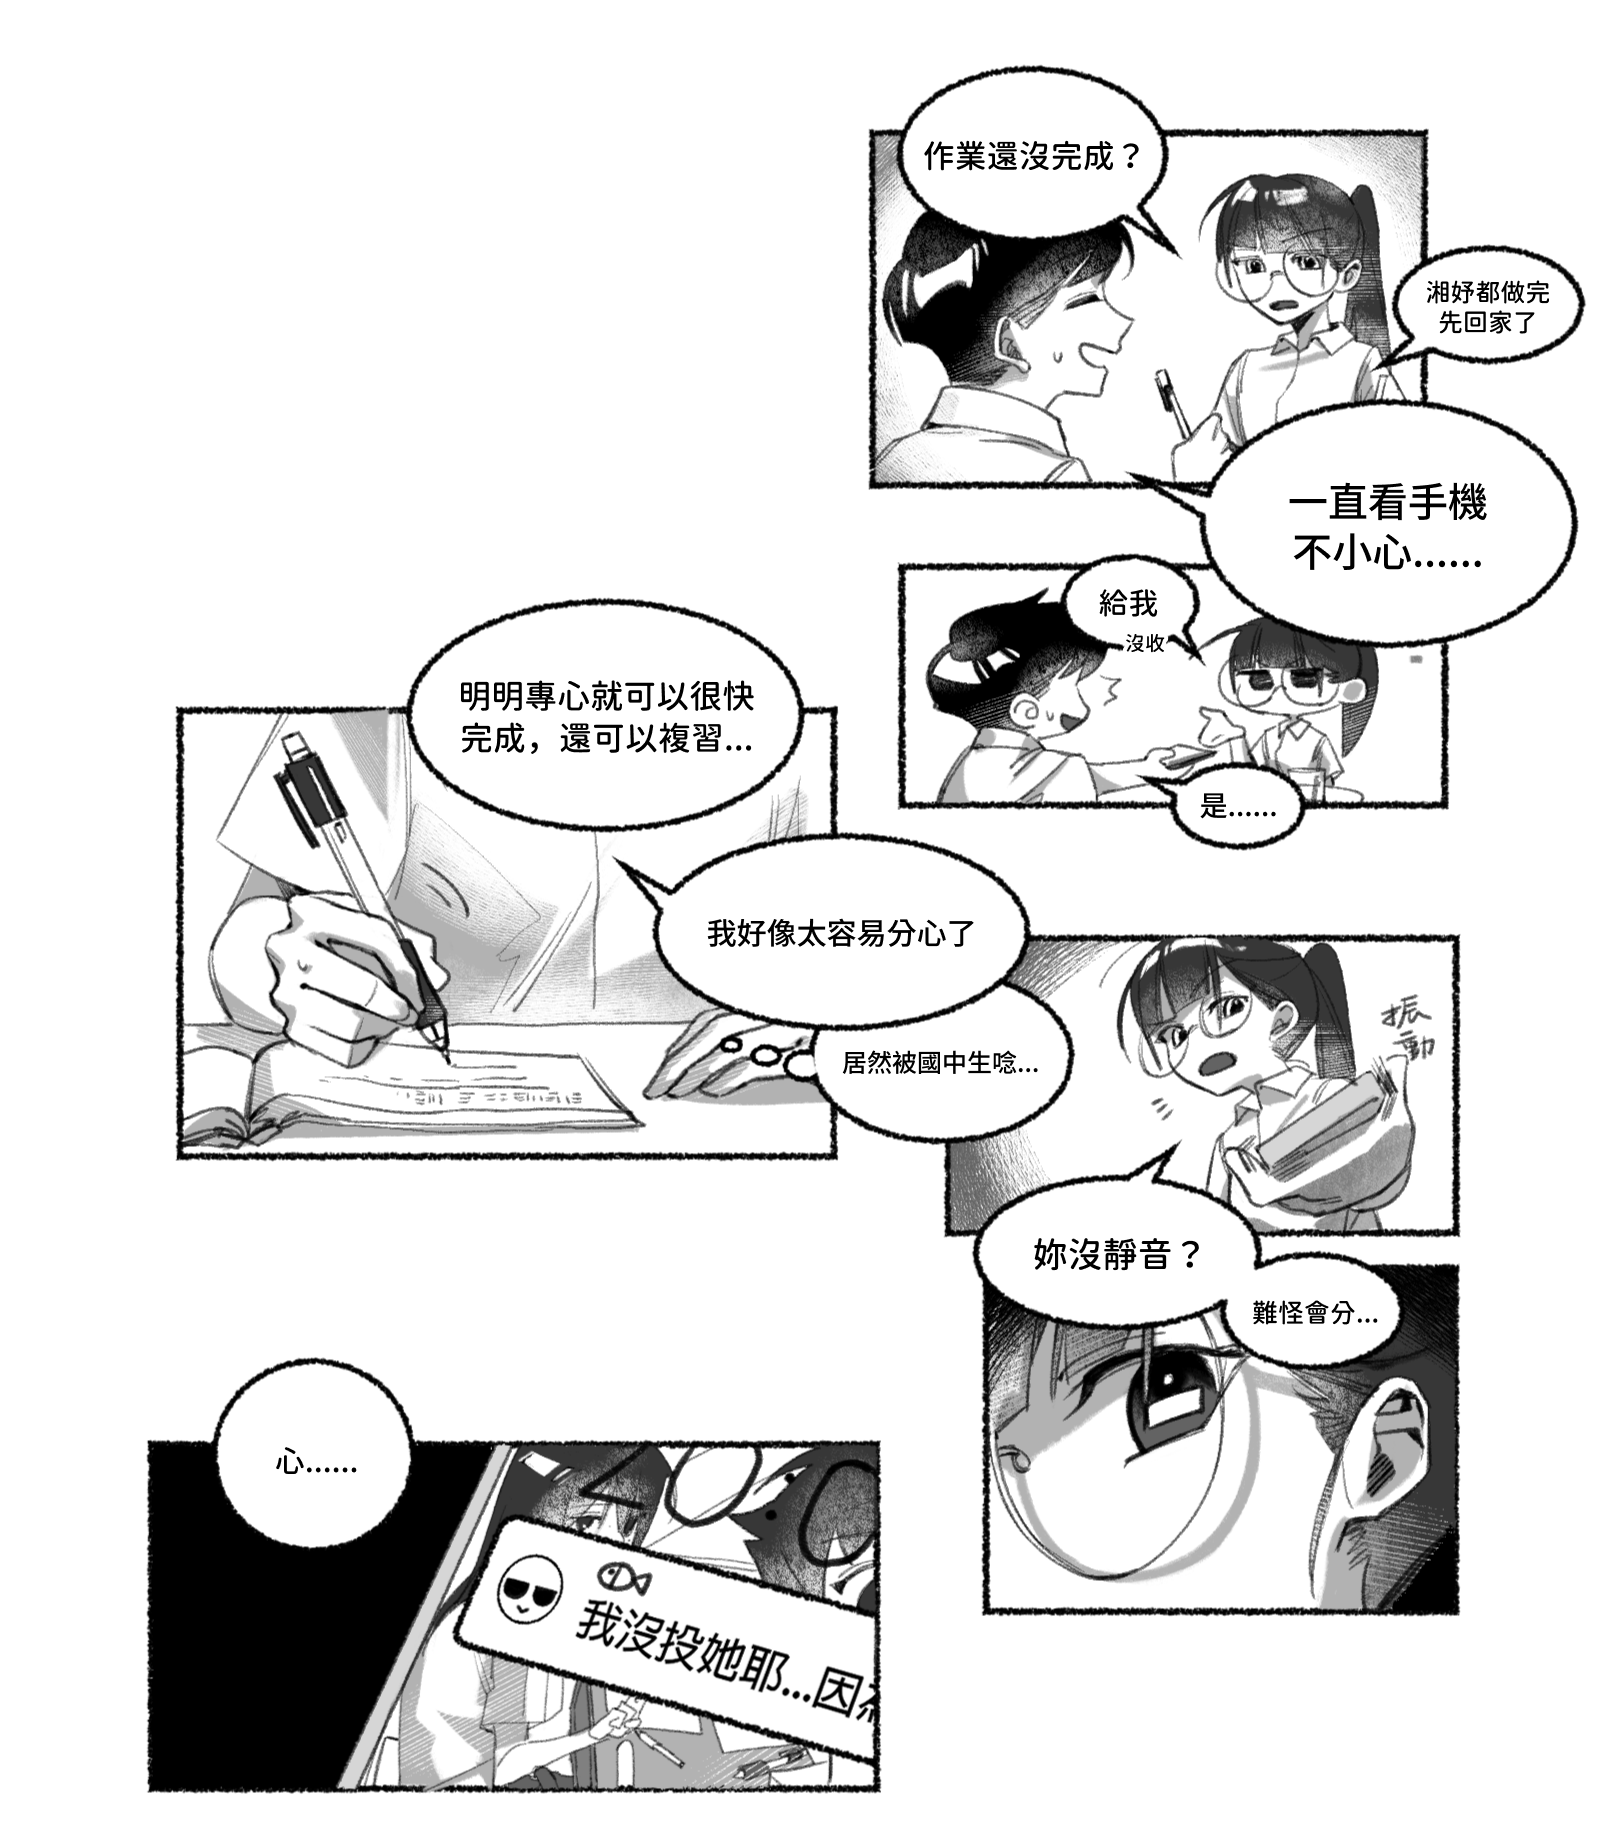 作業還沒完成？
湘妤都做完
先回家了
一直看手機
不小心......
給我
沒收
是......
明明專心就可以很快
完成，還可以複習...
我好像太容易分心了
居然被國中生唸...
振
動
妳沒靜音？
難怪會分...
心......
我沒投她耶...因為